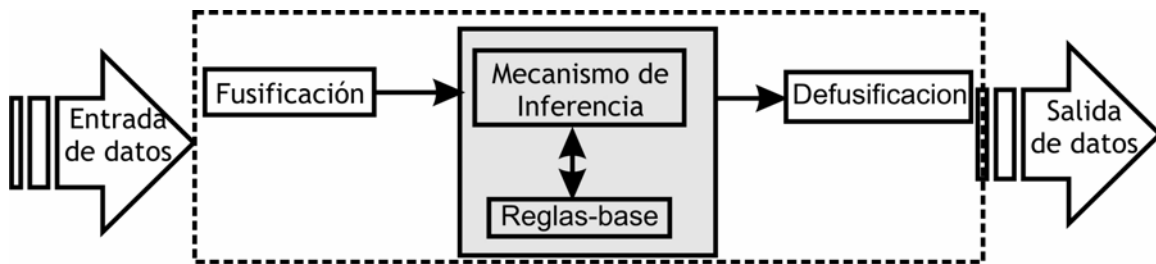 Entrada
de datos
Fusificación
Mecanismo de
Inferencia
Reglas-base
Defusificacion
Salida
de datos